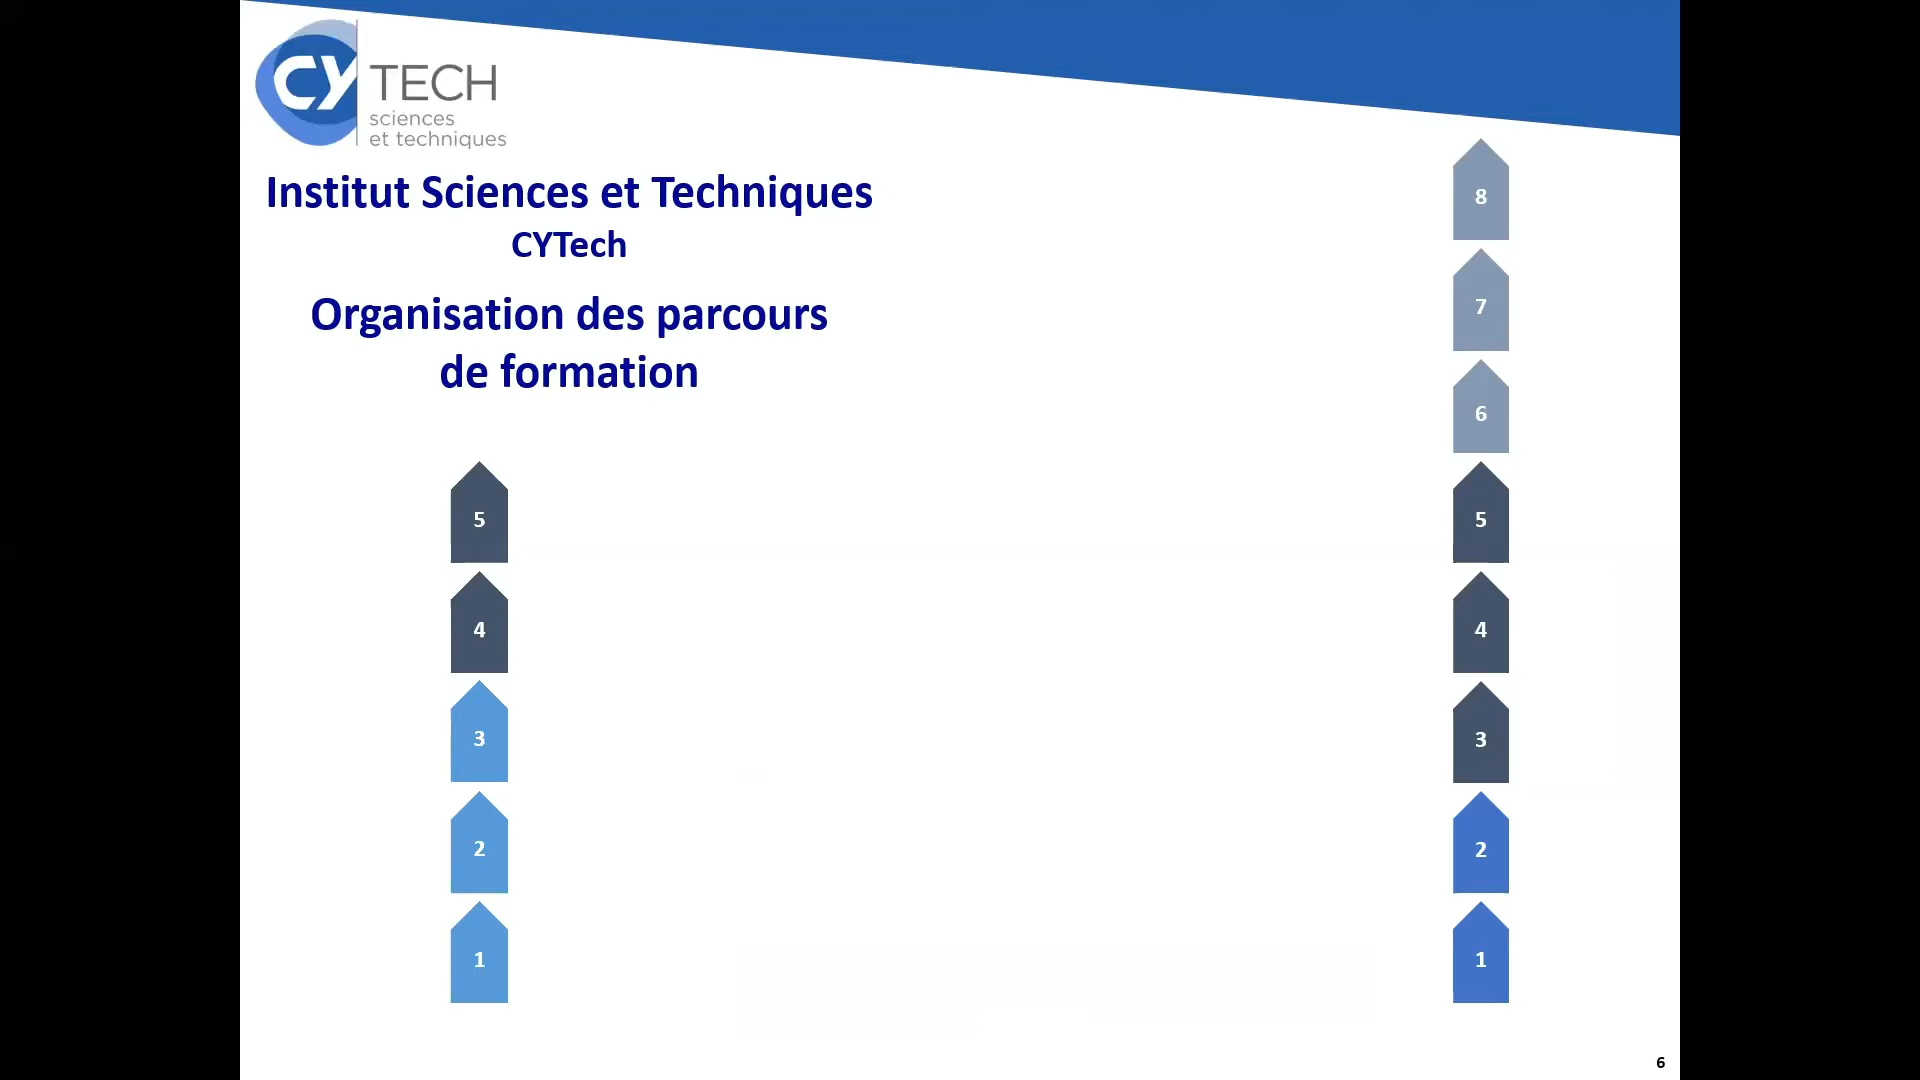 CY TECH
sciences
et techniques
Institut Sciences et Techniques
CYTech
Organisation des parcours
de formation
5
4
3
2
1
8
7
6
5
4
3
2
1
6